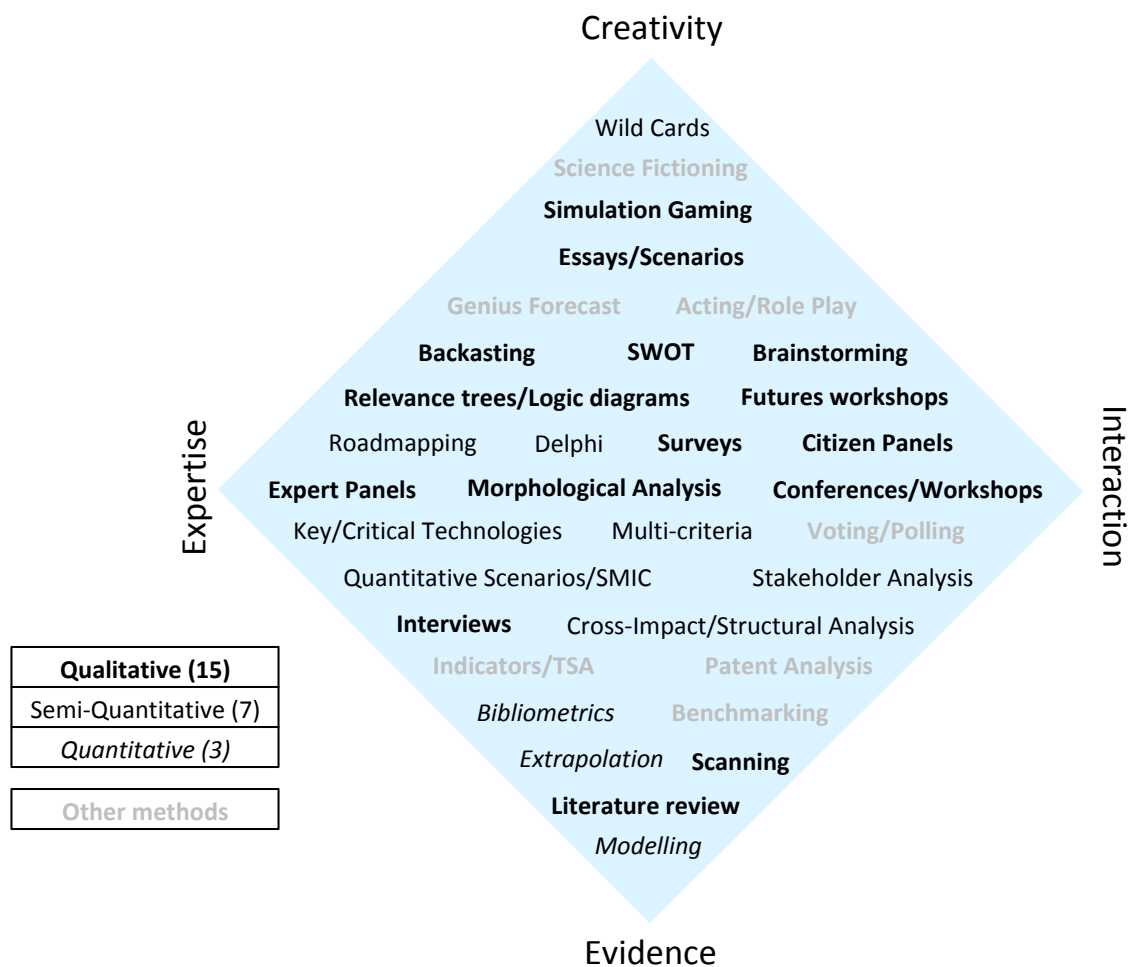 Creativity
Wild Cards
Science Fictioning
Simulation Gaming
Essays/Scenarios
Genius Forecast Acting/Role Play
Backasting SWOT Brainstorming
Relevance trees/Logic diagrams Futures workshops
Roadmapping Delphi Surveys Citizen Panels
Expertise
Interaction
Expert Panels Morphological Analysis Conferences/Workshops
Key/Critical Technologies Multi-criteria Voting/Polling
Quantitative Scenarios/SMIC Stakeholder Analysis
Interviews Cross-Impact/Structural Analysis
Indicators/TSA Patent Analysis
Bibliometrics Benchmarking
Extrapolation Scanning
Literature review
Modelling
Evidence
Qualitative (15)
Semi-Quantitative (7)
Quantitative (3)
Other methods